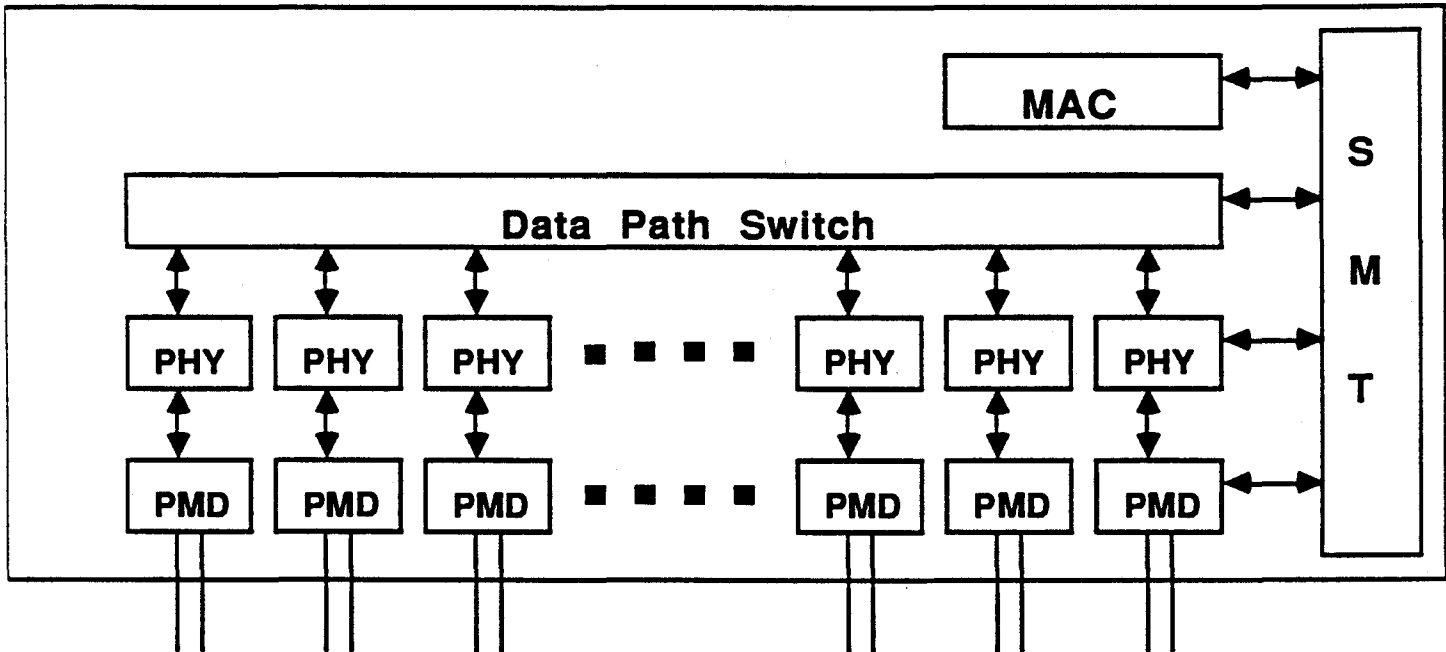 MAC
S
M
T
Data Path Switch
PHY PHY PHY PHY PHY PHY
PMD PMD PMD PMD PMD PMD